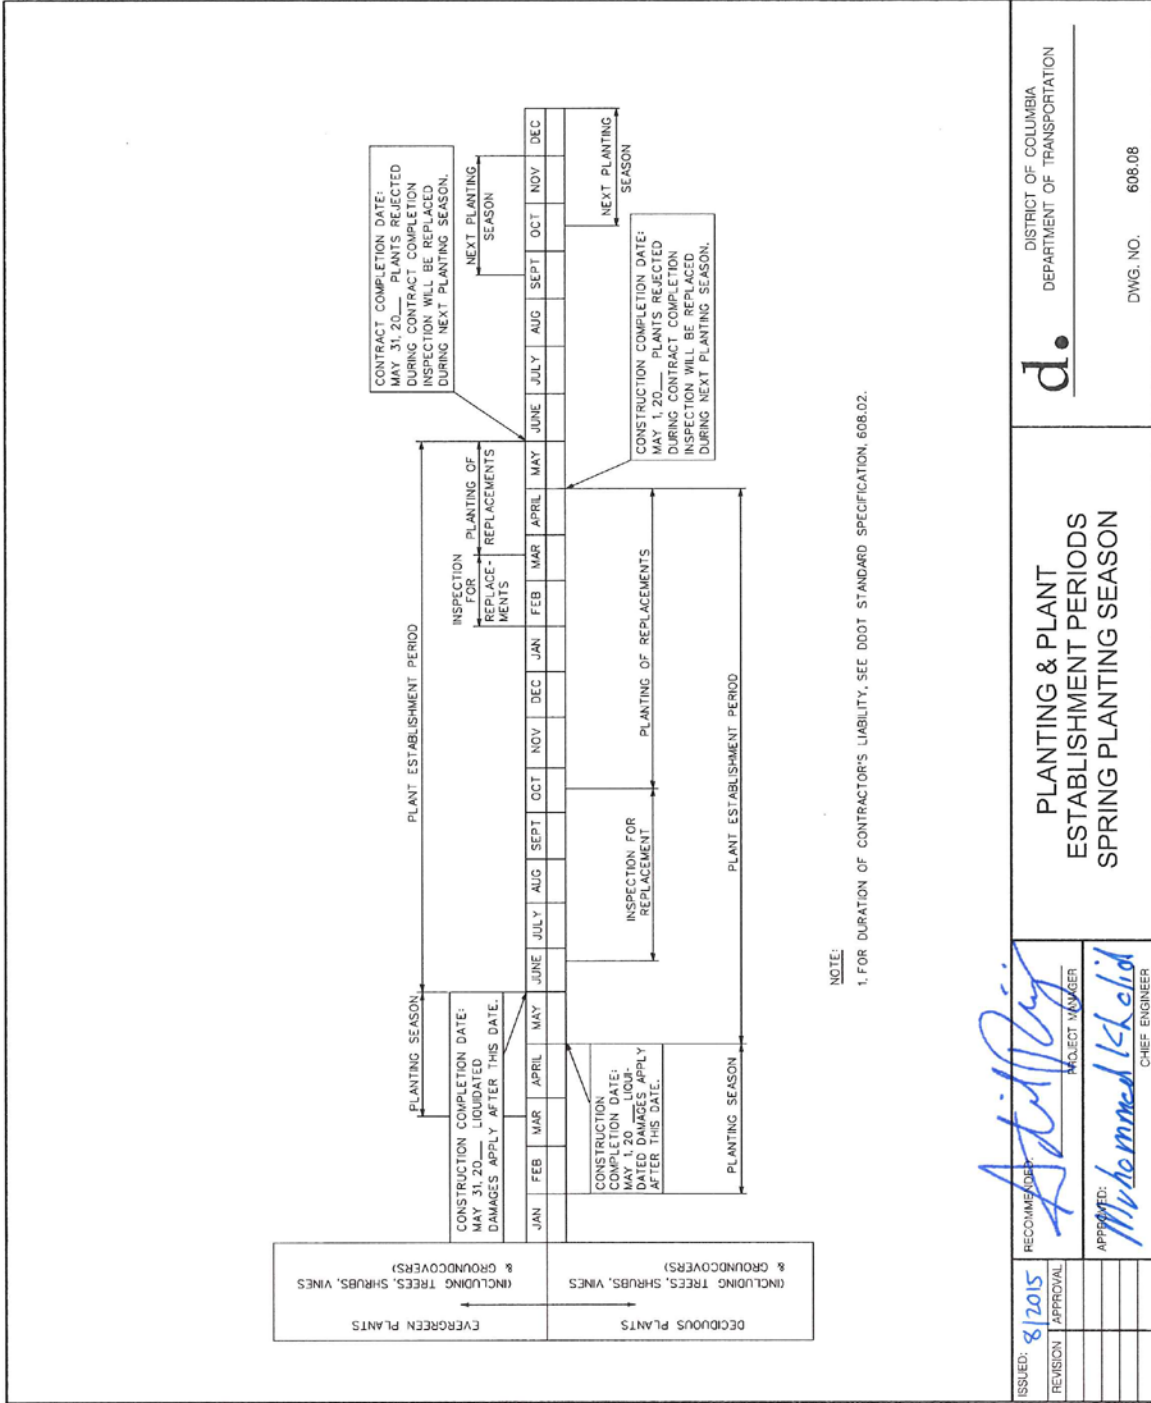 PLANTING SEASON
PLANT ESTABLISHMENT PERIOD
CONSTRUCTION COMPLETION DATE:
MAY 31, 20__ LIQUIDATED
DAMAGES APPLY AFTER THIS DATE.
INSPECTION
FOR
REPLACE-
MENTS
PLANTING OF
REPLACEMENTS
CONTRACT COMPLETION DATE:
MAY 31, 20__ PLANTS REJECTED
DURING CONTRACT COMPLETION
INSPECTION WILL BE REPLACED
DURING NEXT PLANTING SEASON.
NEXT PLANTING
SEASON
EVERGREEN PLANTS
(INCLUDING TREES, SHRUBS, VINES
& GROUNDCOVERS)
DECIDUOUS PLANTS
(INCLUDING TREES, SHRUBS, VINES
& GROUNDCOVERS)
JAN FEB MAR APRIL MAY JUNE JULY AUG SEPT OCT NOV DEC JAN FEB MAR APRIL MAY JUNE JULY AUG SEPT OCT NOV DEC
CONSTRUCTION
COMPLETION DATE:
MAY 1, 20__ LIQUI-
DATED DAMAGES APPLY
AFTER THIS DATE.
PLANTING SEASON
INSPECTION FOR
REPLACEMENT
PLANTING OF REPLACEMENTS
PLANT ESTABLISHMENT PERIOD
CONSTRUCTION COMPLETION DATE:
MAY 1, 20__ PLANTS REJECTED
DURING CONTRACT COMPLETION
INSPECTION WILL BE REPLACED
DURING NEXT PLANTING SEASON.
NEXT PLANTING
SEASON
NOTE:
1. FOR DURATION OF CONTRACTOR'S LIABILITY, SEE DDOT STANDARD SPECIFICATION, 608.02.
ISSUED: 8/2015
REVISION APPROVAL
RECOMMENDED:
PROJECT MANAGER
APPROVED:
Muhammed Khalid
CHIEF ENGINEER
PLANTING & PLANT
ESTABLISHMENT PERIODS
SPRING PLANTING SEASON
d.
DISTRICT OF COLUMBIA
DEPARTMENT OF TRANSPORTATION
DWG. NO. 608.08